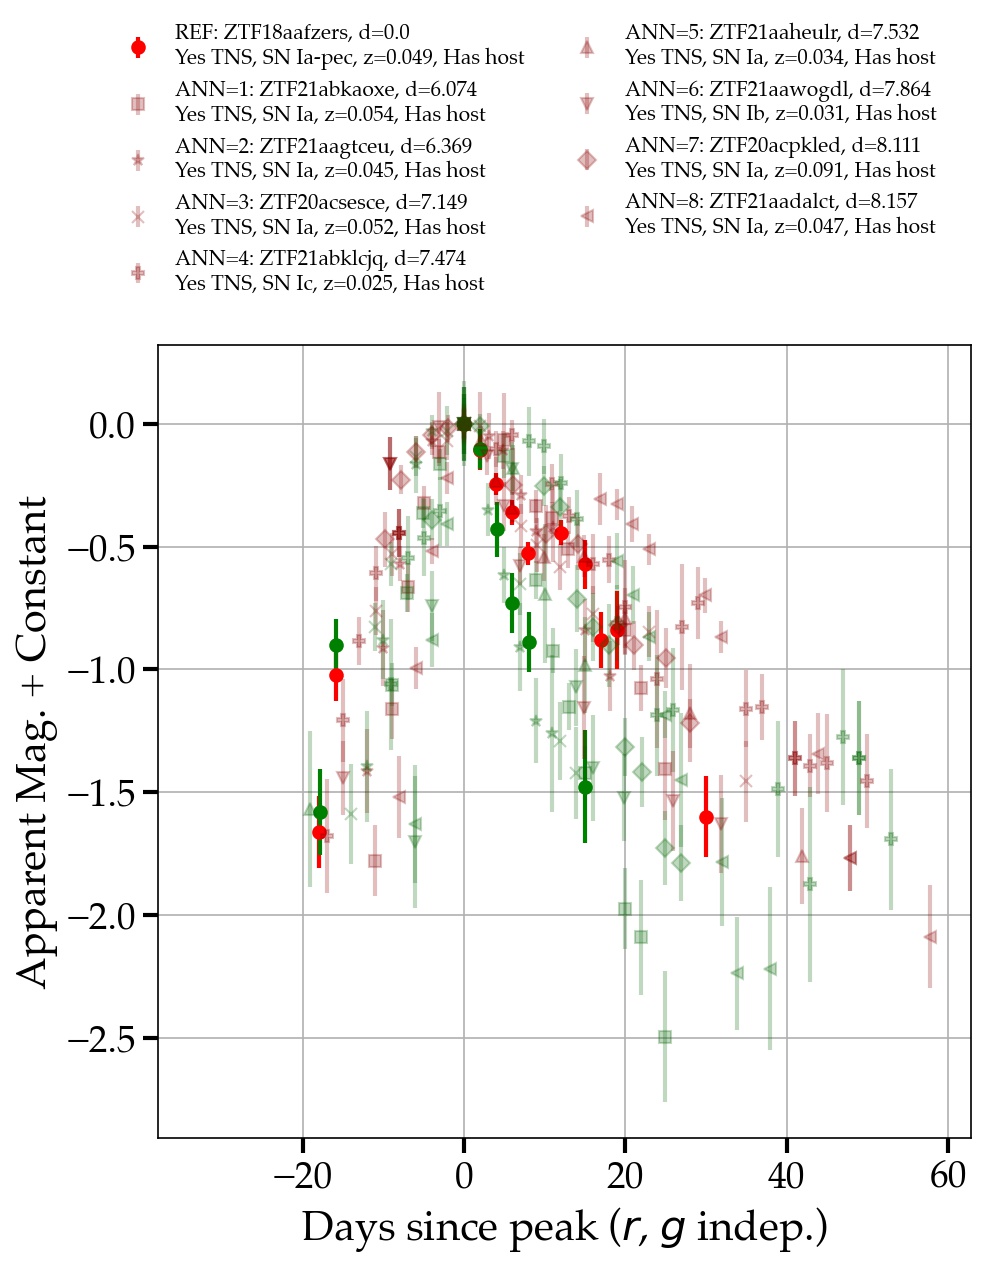 REF: ZTF18aafzers, d=0.0
Yes TNS, SN Ia-pec, z=0.049, Has host
ANN=1: ZTF21abkaoxe, d=6.074
Yes TNS, SN Ia, z=0.054, Has host
ANN=2: ZTF21aagtceu, d=6.369
Yes TNS, SN Ia, z=0.045, Has host
ANN=3: ZTF20acsesce, d=7.149
Yes TNS, SN Ia, z=0.052, Has host
ANN=4: ZTF21abklcjq, d=7.474
Yes TNS, SN Ic, z=0.025, Has host
ANN=5: ZTF21aaheulr, d=7.532
Yes TNS, SN Ia, z=0.034, Has host
ANN=6: ZTF21aawogdl, d=7.864
Yes TNS, SN Ib, z=0.031, Has host
ANN=7: ZTF20acpkled, d=8.111
Yes TNS, SN Ia, z=0.091, Has host
ANN=8: ZTF21aadalct, d=8.157
Yes TNS, SN Ia, z=0.047, Has host
Apparent Mag. + Constant
0.0
−0.5
−1.0
−1.5
−2.0
−2.5
−20
0
20
40
60
Days since peak (r, g indep.)